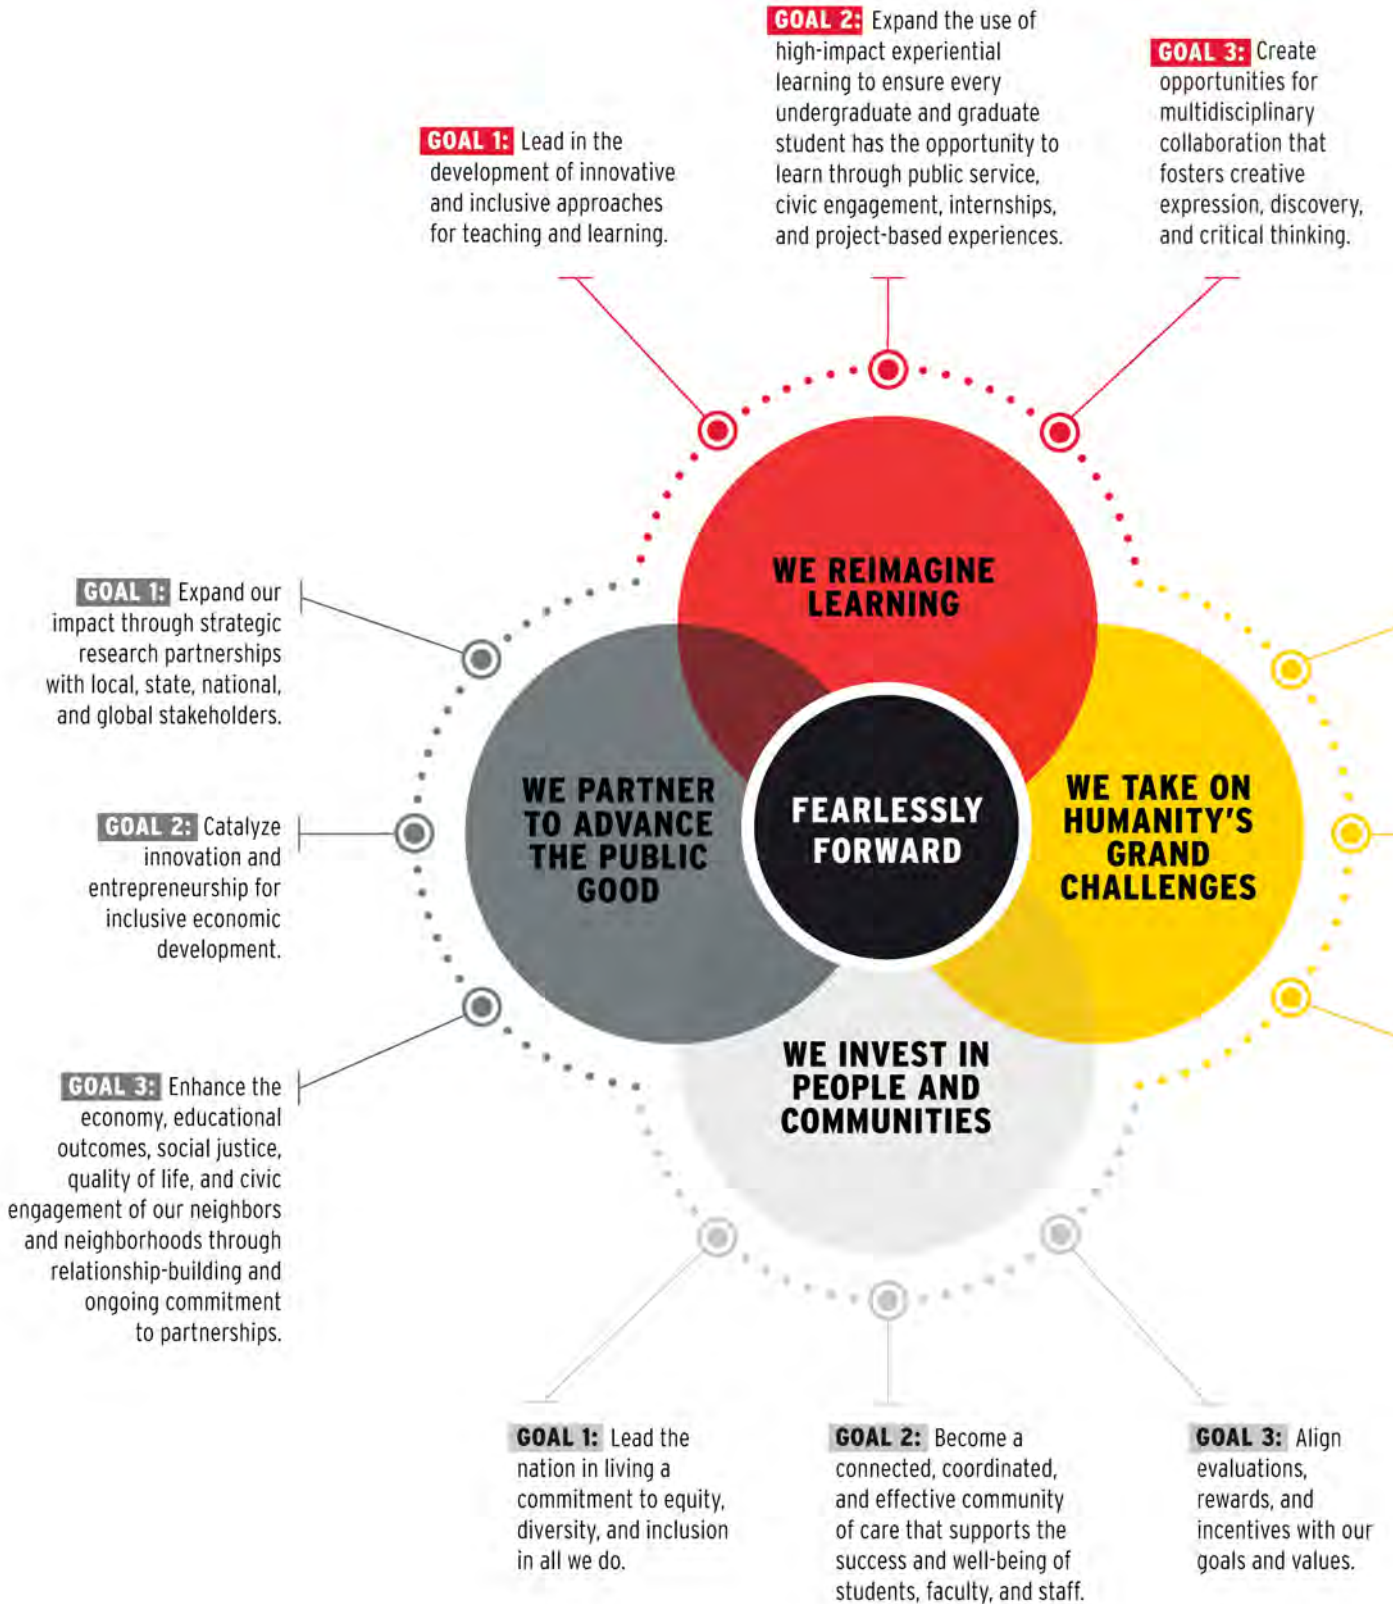 GOAL 1: Lead in the
development of innovative
and inclusive approaches
for teaching and learning.
GOAL 2: Expand the use of
high-impact experiential
learning to ensure every
undergraduate and graduate
student has the opportunity to
learn through public service,
civic engagement, internships,
and project-based experiences.
GOAL 3: Create
opportunities for
multidisciplinary
collaboration that
fosters creative
expression, discovery,
and critical thinking.
WE REIMAGINE
LEARNING
GOAL 1: Expand our
impact through strategic
research partnerships
with local, state, national,
and global stakeholders.
GOAL 2: Catalyze
innovation and
entrepreneurship for
inclusive economic
development.
GOAL 3: Enhance the
economy, educational
outcomes, social justice,
quality of life, and civic
engagement of our neighbors
and neighborhoods through
relationship-building and
ongoing commitment
to partnerships.
WE PARTNER
TO ADVANCE
THE PUBLIC
GOOD
FEARLESSLY
FORWARD
WE TAKE ON
HUMANITY'S
GRAND
CHALLENGES
WE INVEST IN
PEOPLE AND
COMMUNITIES
GOAL 1: Lead the
nation in living a
commitment to equity,
diversity, and inclusion
in all we do.
GOAL 2: Become a
connected, coordinated,
and effective community
of care that supports the
success and well-being of
students, faculty, and staff.
GOAL 3: Align
evaluations,
rewards, and
incentives with our
goals and values.